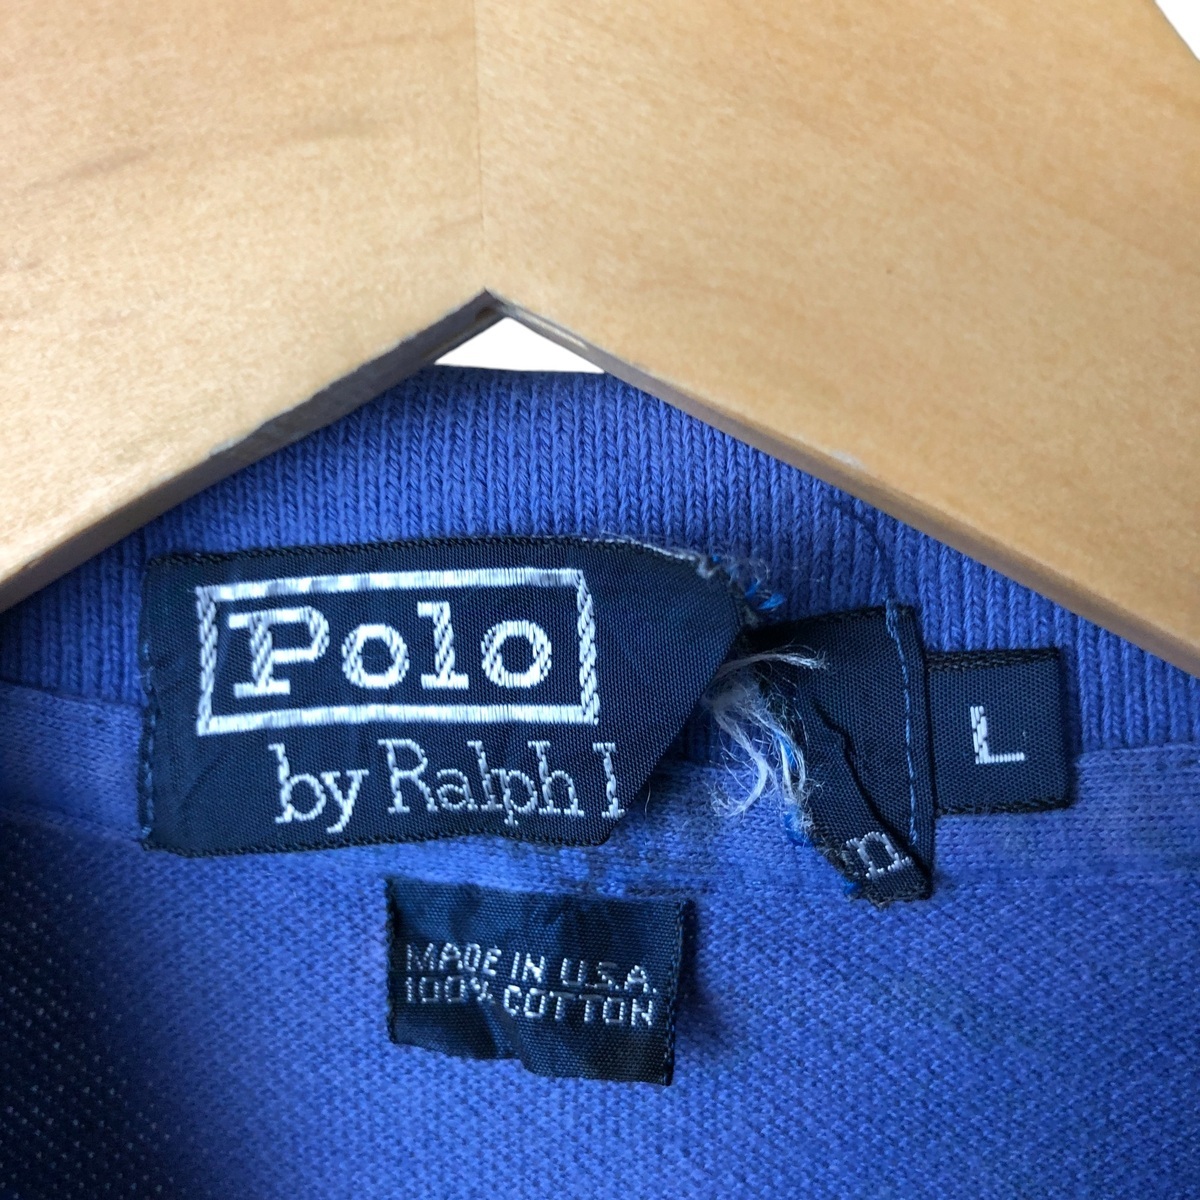 Polo
by Ralph L
n
L
MADE IN U.S.A.
100% COTTON